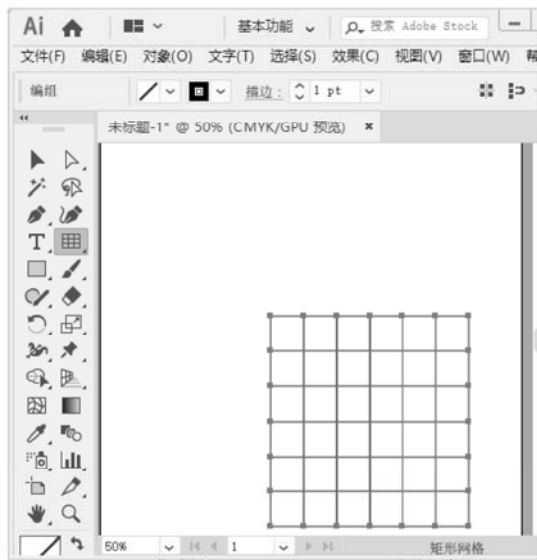 Ai 基本功能 搜索 Adobe Stock
文件(F) 编辑(E) 对象(O) 文字(T) 选择(S) 效果(C) 视图(V) 窗口(W) 帮
编组 描边: 1 pt
未标题-1* @ 50% (CMYK/GPU 预览) ×
50% 1 矩形网格